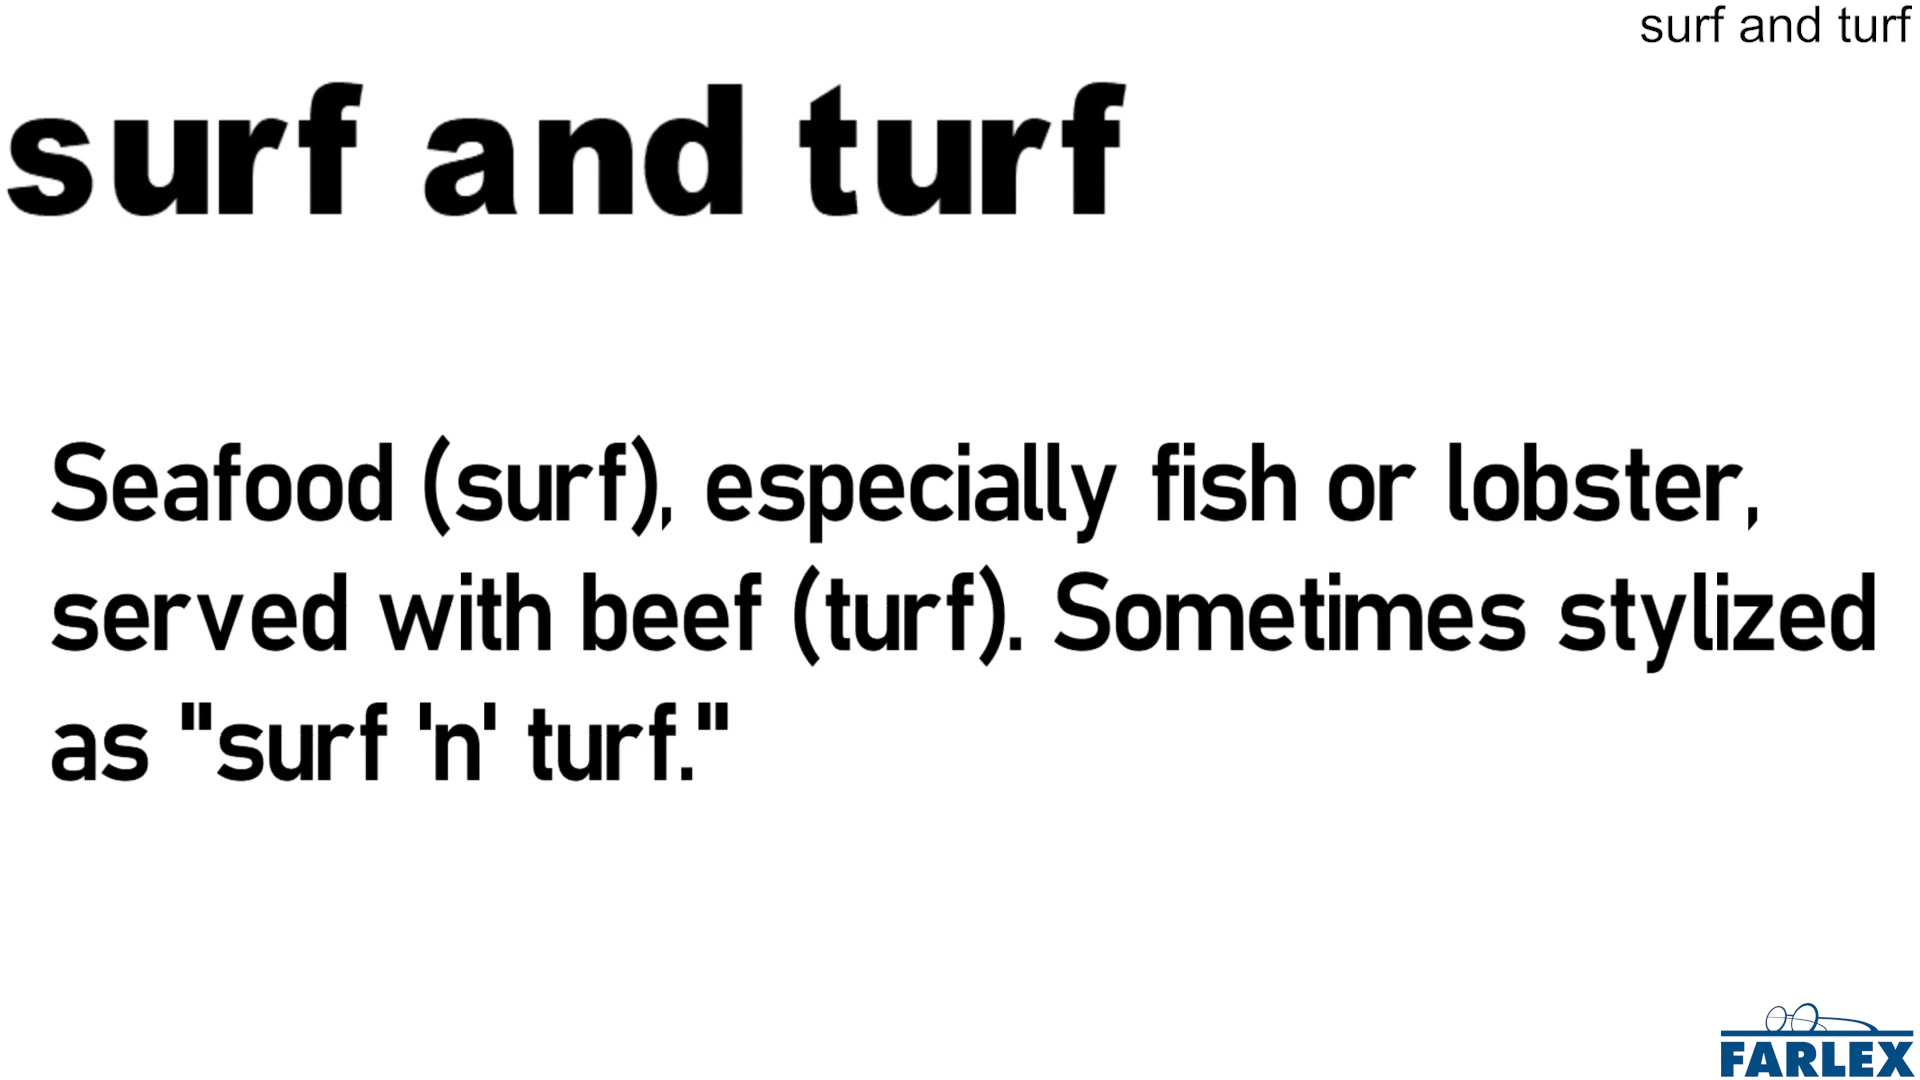 surf and turf
surf and turf
Seafood (surf), especially fish or lobster,
served with beef (turf). Sometimes stylized
as "surf 'n' turf."
FARLEX